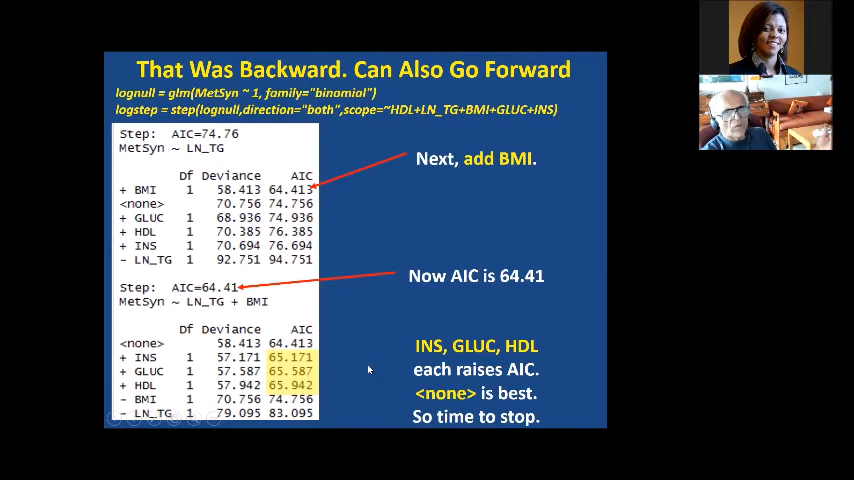 That Was Backward. Can Also Go Forward
lognull = glm(MetSyn ~ 1, family="binomial")
logstep = step(lognull,direction="both",scope=~HDL+LN_TG+BMI+GLUC+INS)
Step: AIC=74.76
MetSyn ~ LN_TG
Df Deviance AIC
+ BMI 1 58.413 64.413
<none> 70.756 74.756
+ GLUC 1 68.936 74.936
+ HDL 1 70.385 76.385
+ INS 1 70.694 76.694
- LN_TG 1 92.751 94.751
Next, add BMI.
Step: AIC=64.41
MetSyn ~ LN_TG + BMI
Now AIC is 64.41
Df Deviance AIC
<none> 58.413 64.413
+ INS 1 57.171 65.171
+ GLUC 1 57.587 65.587
+ HDL 1 57.942 65.942
- BMI 1 70.756 74.756
- LN_TG 1 79.095 83.095
INS, GLUC, HDL
each raises AIC.
<none> is best.
So time to stop.